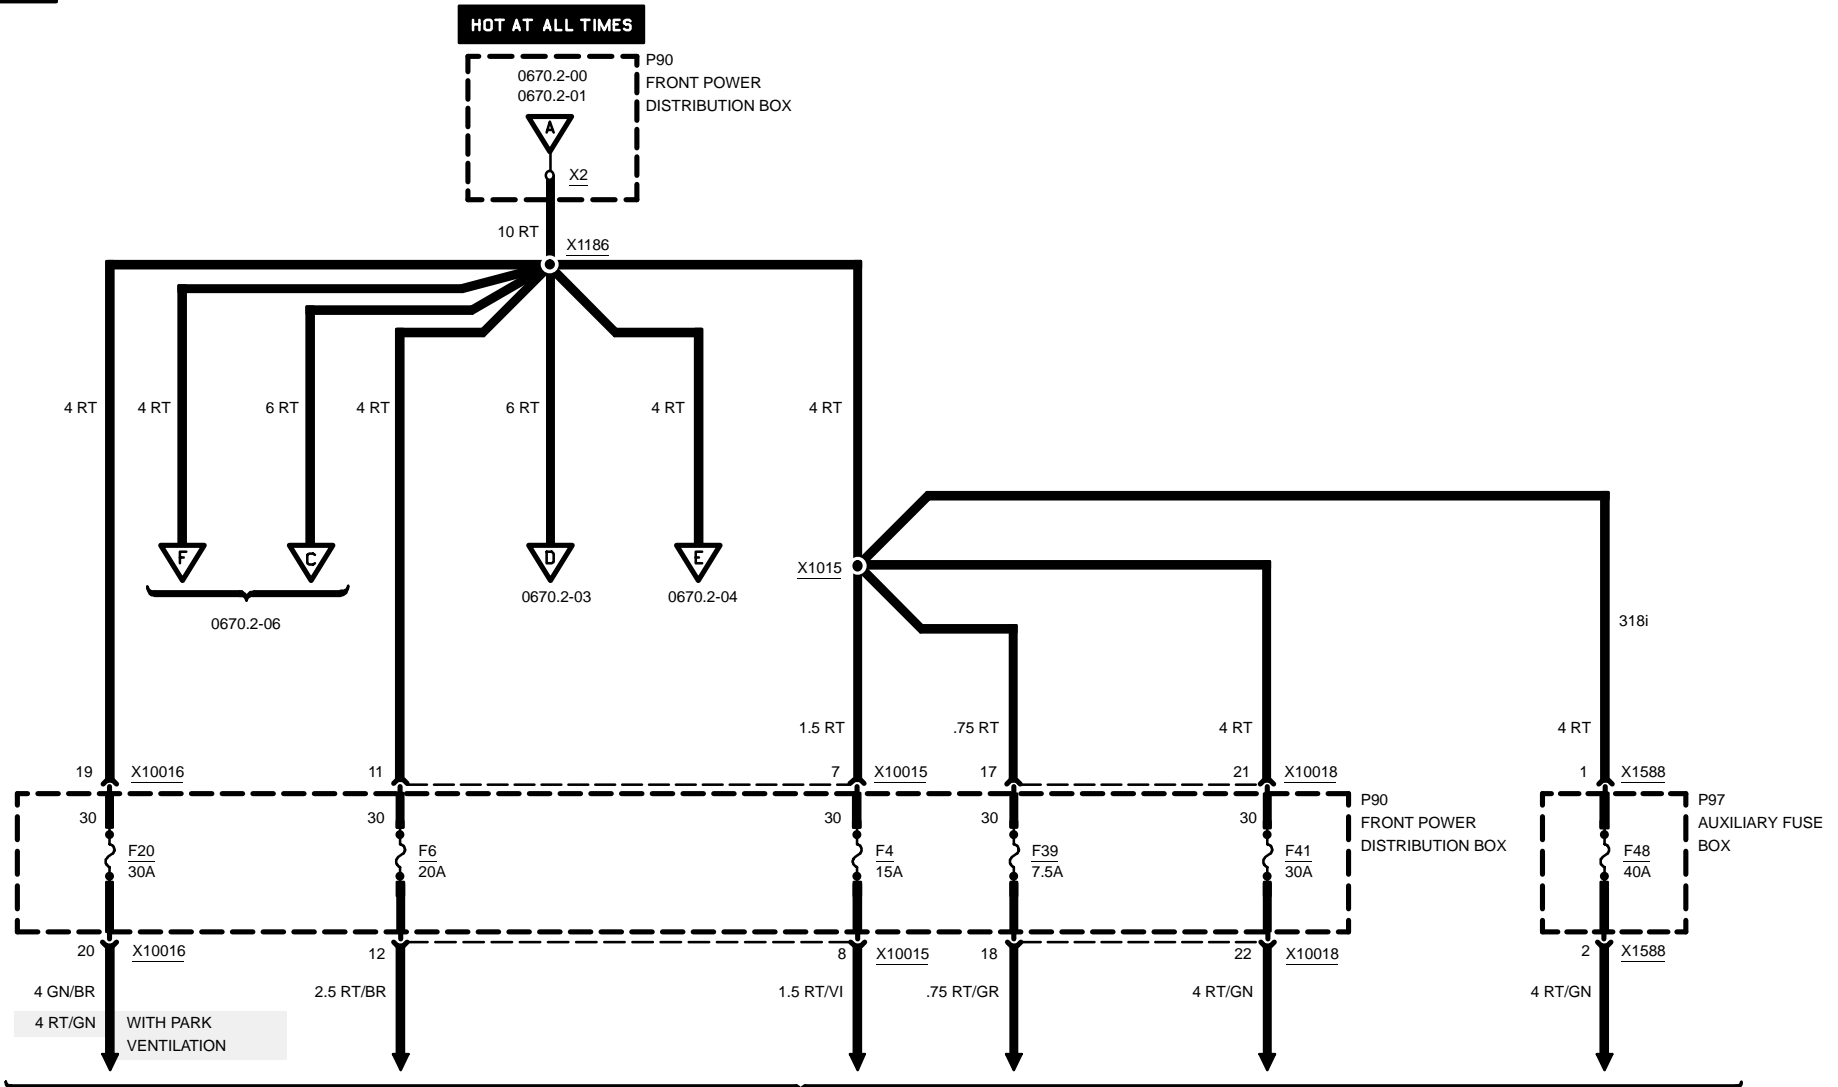 HOT AT ALL TIMES
P90
FRONT POWER
DISTRIBUTION BOX
0670.2-00
0670.2-01
A
X2
10 RT
X1186
4 RT
4 RT
6 RT
4 RT
6 RT
4 RT
4 RT
F
C
D
E
0670.2-06
0670.2-03
0670.2-04
X1015
318i
1.5 RT
.75 RT
4 RT
4 RT
19 X10016
11
7 X10015
17
21 X10018
1 X1588
30
30
30
30
30
P90
FRONT POWER
DISTRIBUTION BOX
P97
AUXILIARY FUSE
BOX
F20
30A
F6
20A
F4
15A
F39
7.5A
F41
30A
F48
40A
20 X10016
12
8 X10015
18
22 X10018
2 X1588
4 GN/BR
2.5 RT/BR
1.5 RT/VI
.75 RT/GR
4 RT/GN
4 RT/GN
4 RT/GN
WITH PARK
VENTILATION